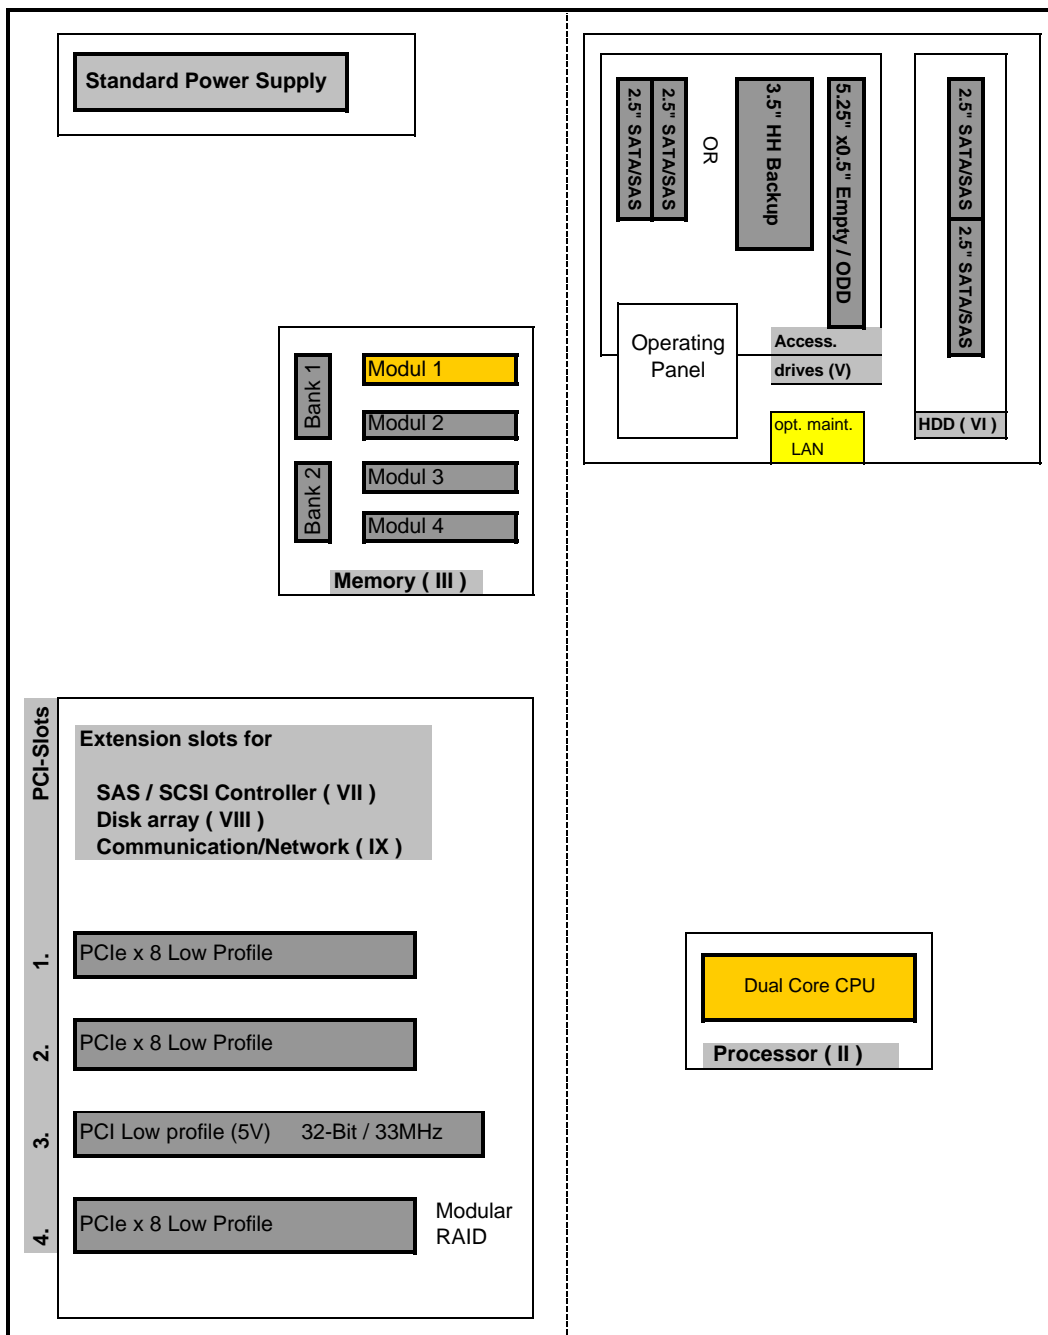 Standard Power Supply
2.5" SATA/SAS
2.5" SATA/SAS
OR
3.5" HH Backup
5.25" x0.5" Empty / ODD
2.5" SATA/SAS
2.5" SATA/SAS
Operating
Panel
Access.
drives (V)
opt. maint.
LAN
HDD ( VI )
Bank 1
Modul 1
Modul 2
Bank 2
Modul 3
Modul 4
Memory ( III )
PCI-Slots
Extension slots for
SAS / SCSI Controller ( VII )
Disk array ( VIII )
Communication/Network ( IX )
1.
PCIe x 8 Low Profile
2.
PCIe x 8 Low Profile
3.
PCI Low profile (5V) 32-Bit / 33MHz
4.
PCIe x 8 Low Profile
Modular
RAID
Dual Core CPU
Processor ( II )